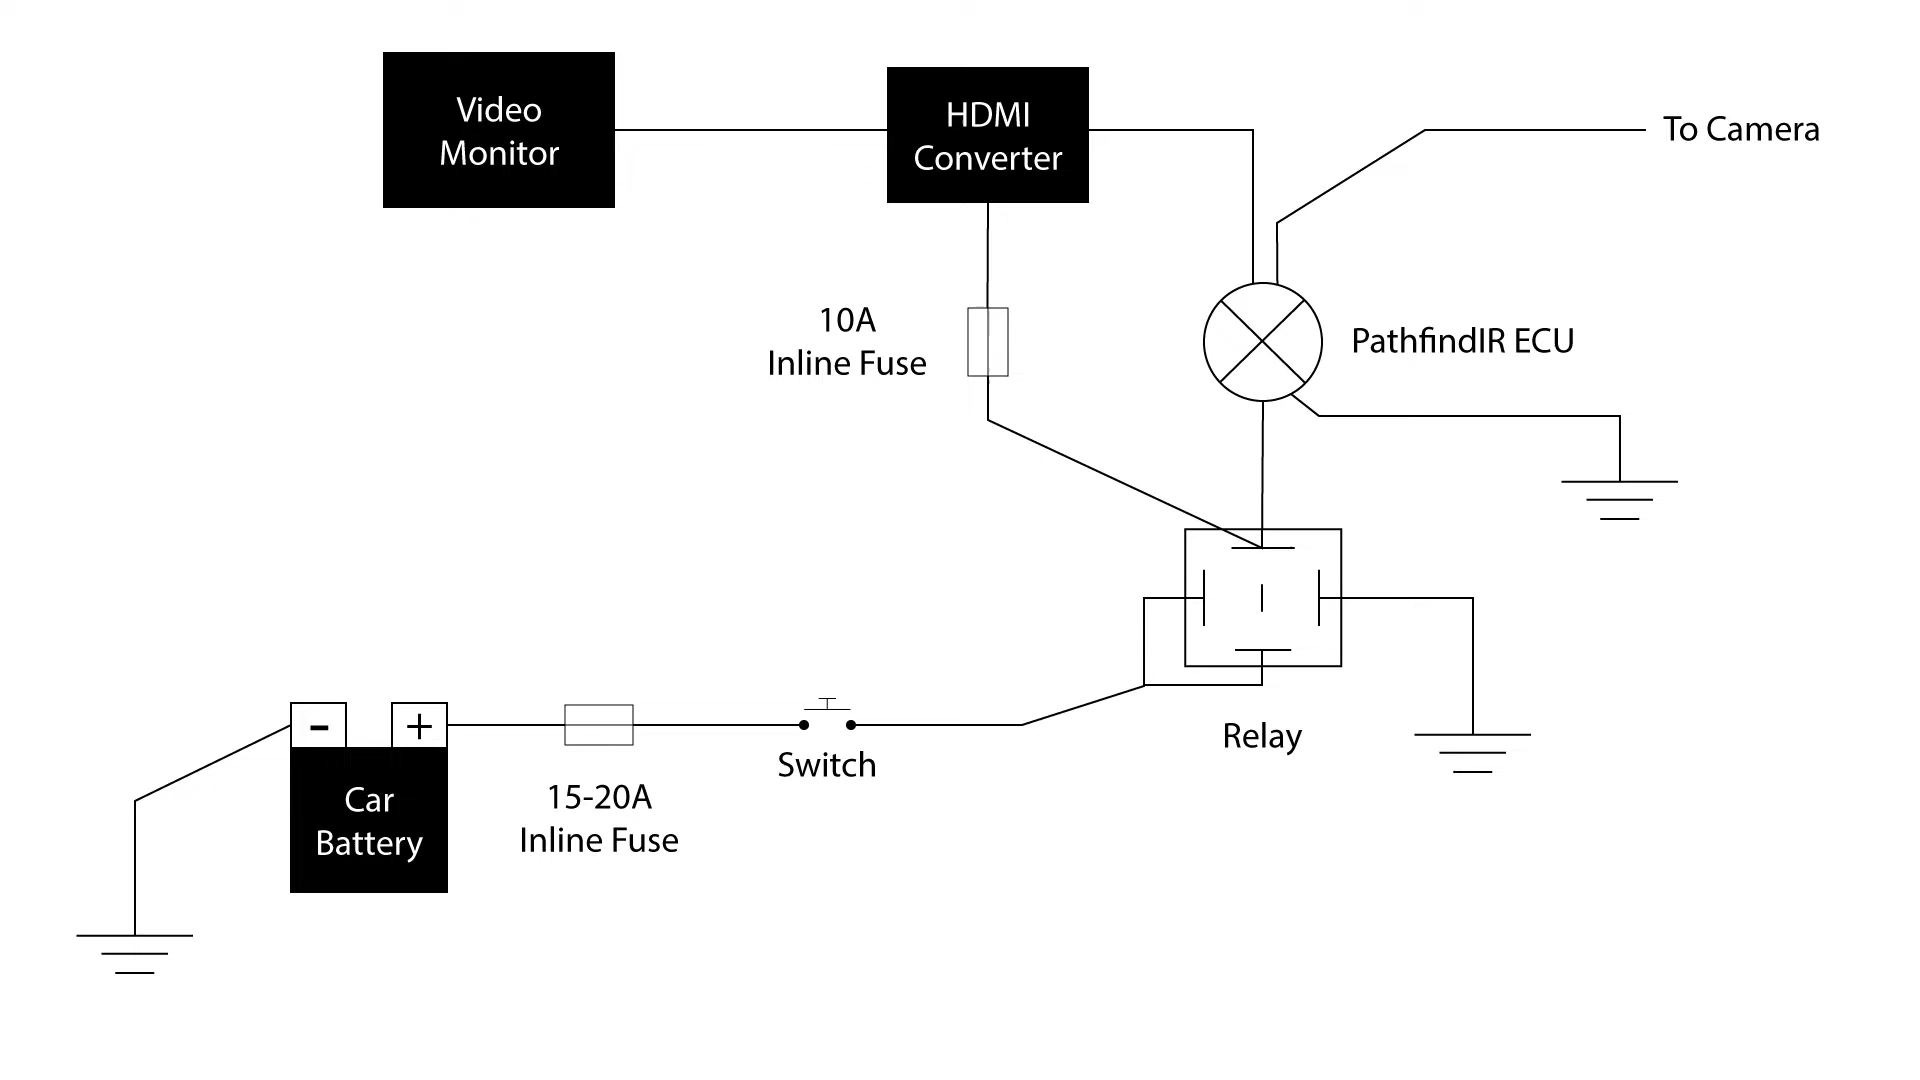 Video
Monitor
HDMI
Converter
To Camera
10A
Inline Fuse
PathfindIR ECU
-
+
Car
Battery
15-20A
Inline Fuse
Switch
Relay